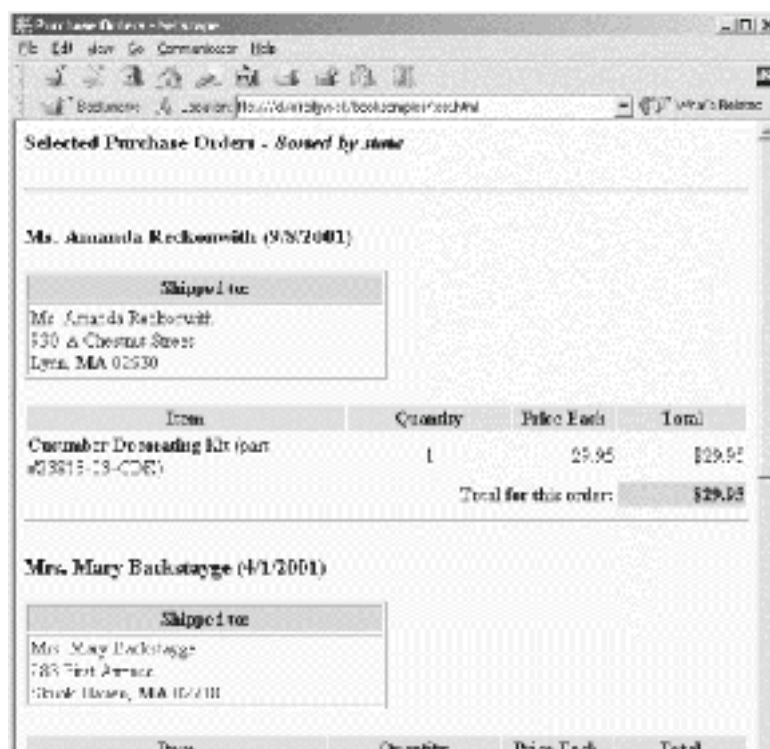 Purchase Orders - Netscape
File Edit View Go Communicator Help
Bookmarks Location: What's Related
Selected Purchase Orders - Sorted by state
Ms. Amanda Reckonwith (9/8/2001)
Shipped to:
Ms. Amanda Reckonwith
930-A Chestnut Street
Lynn, MA 02930
Item Quantity Price Each Total
Cucumber Decorating Kit (part
1 29.95 $29.95
Total for this order: $29.95
Mrs. Mary Backstayge (4/1/2001)
Shipped to:
Mrs. Mary Backstayge
283 First Avenue
MA
Item Quantity Price Each Total